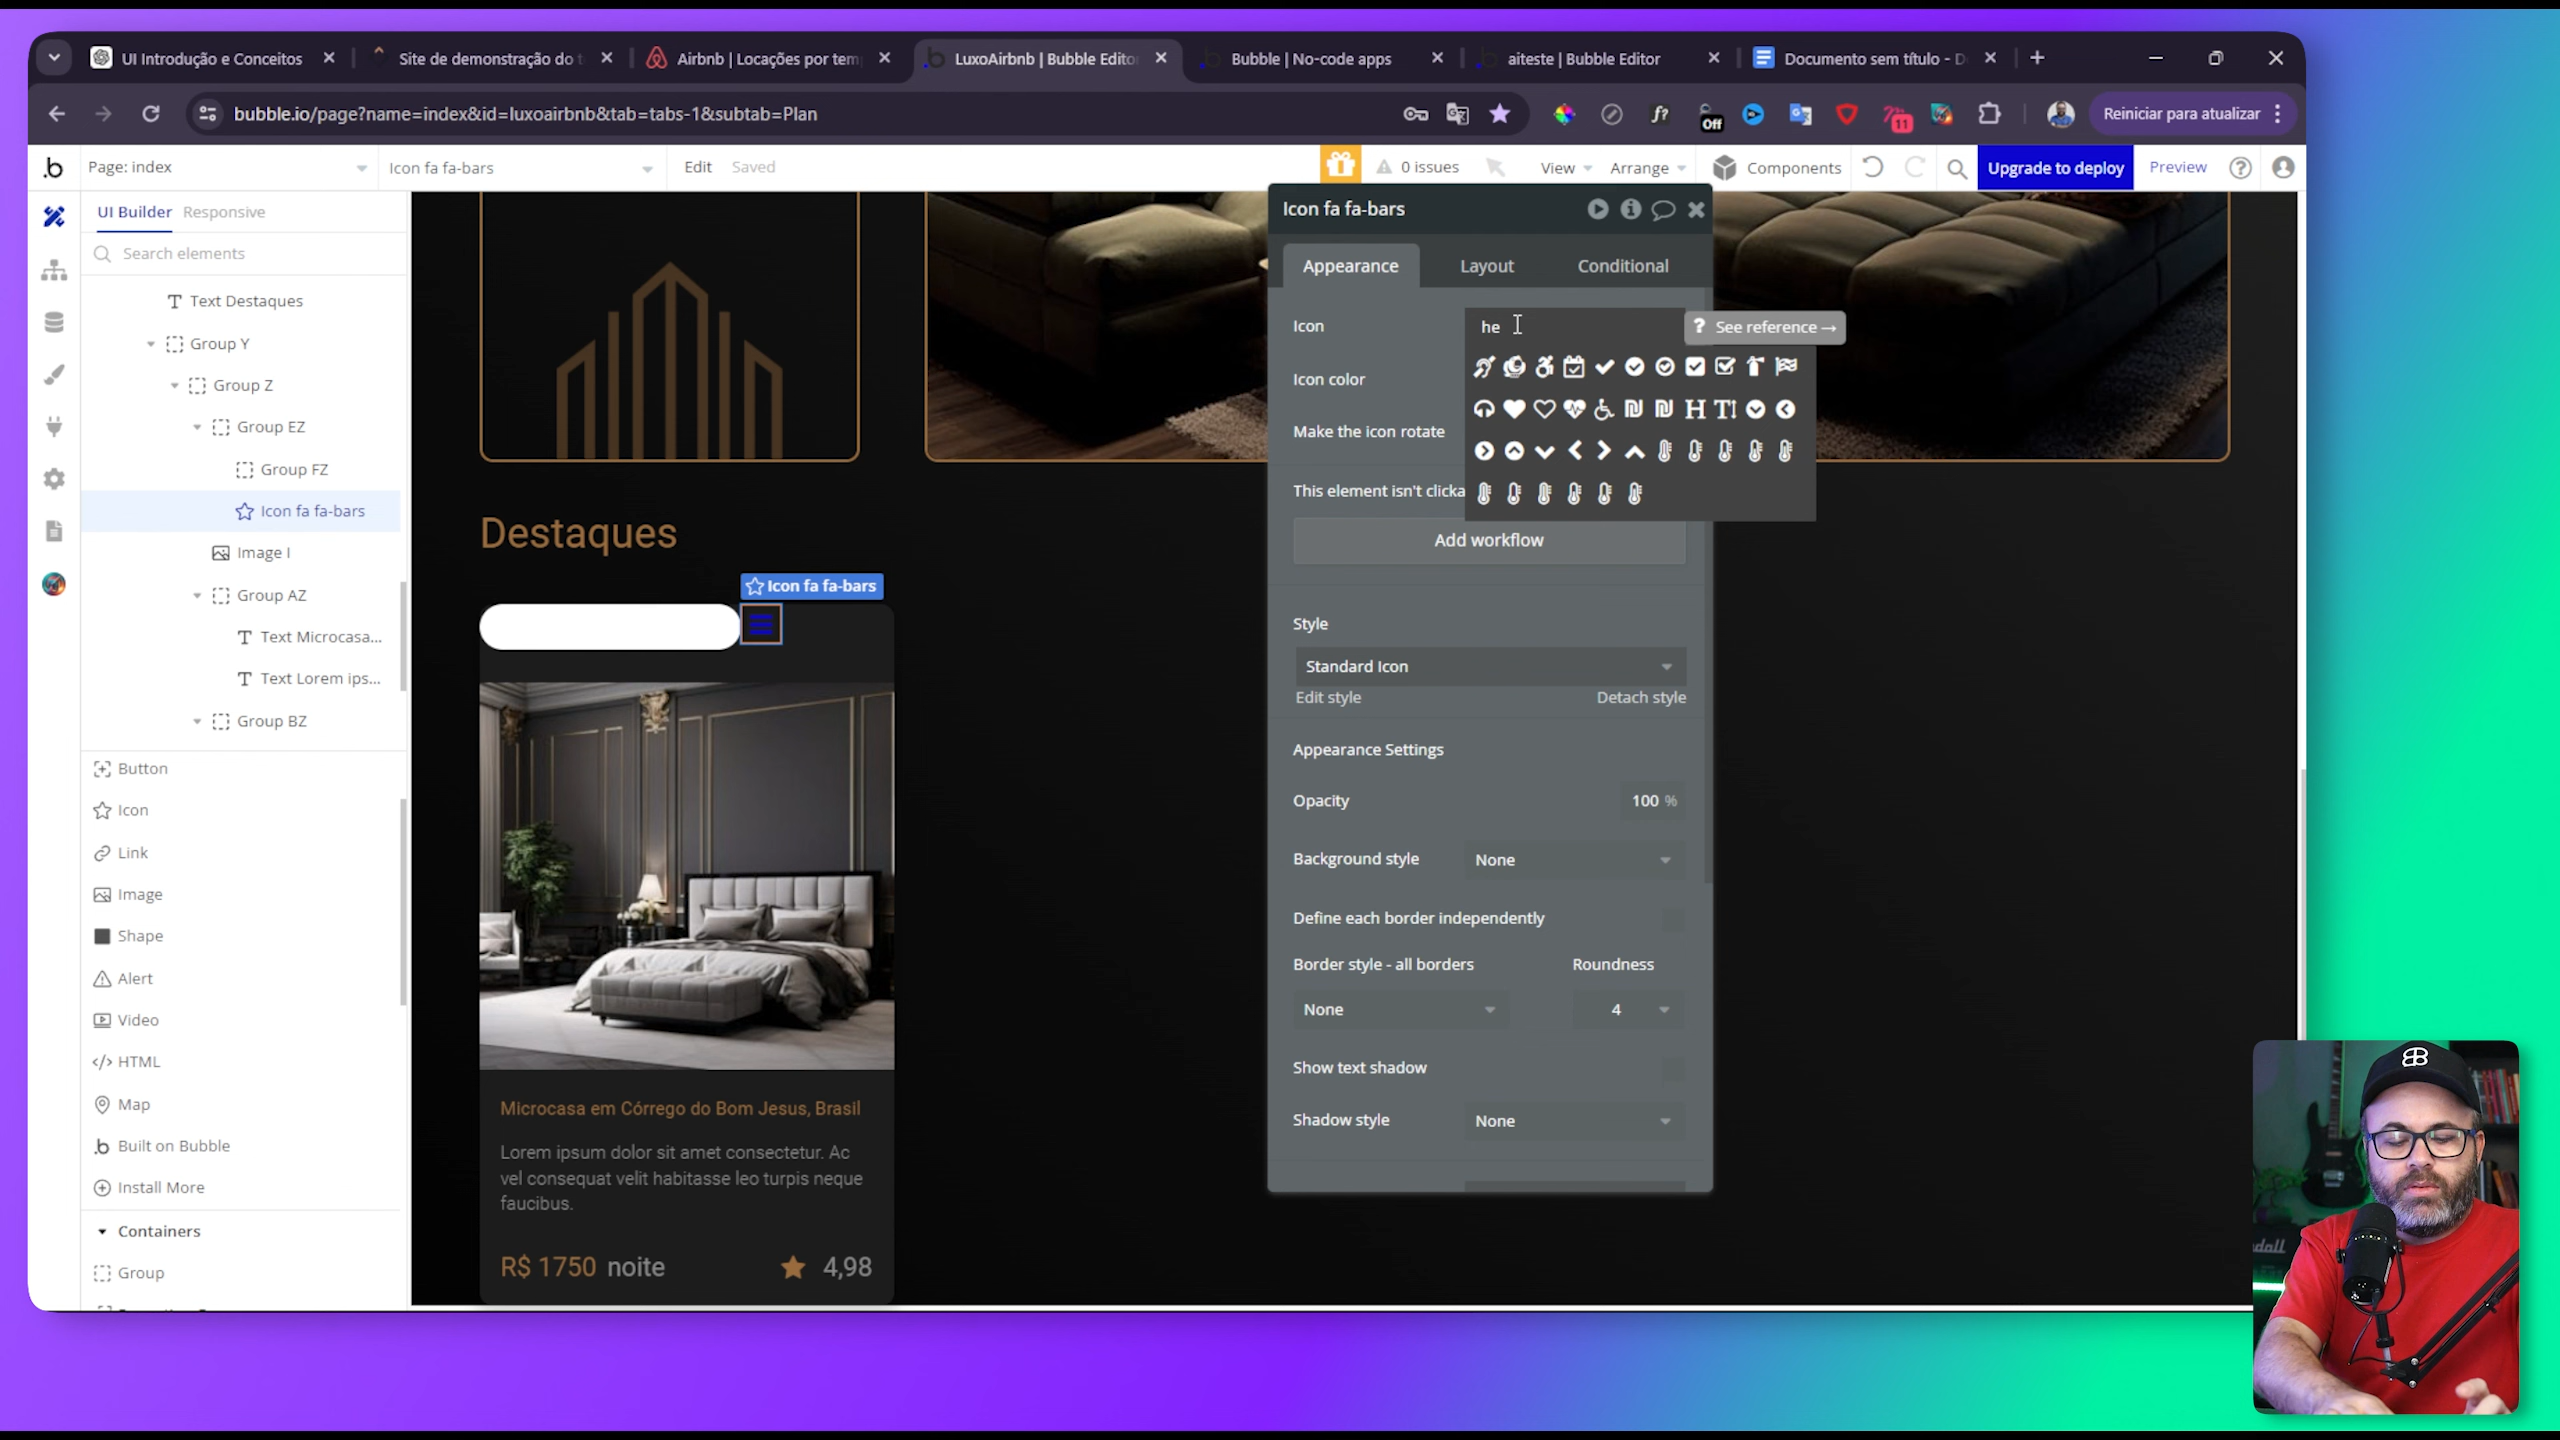 UI Introdução e Conceitos
Site de demonstração do t
Airbnb | Locações por tem
LuxoAirbnb | Bubble Edito
Bubble | No-code apps
aiteste | Bubble Editor
Documento sem título - D
bubble.io/page?name=index&id=luxoairbnb&tab=tabs-1&subtab=Plan
f?
Off
11
Reiniciar para atualizar
.b
Page: index
Icon fa fa-bars
Edit
Saved
0 issues
View
Arrange
Components
Upgrade to deploy
Preview
UI Builder
Responsive
Search elements
Text Destaques
Group Y
Group Z
Group EZ
Group FZ
Icon fa fa-bars
Image I
Group AZ
Text Microcasa...
Text Lorem ips...
Group BZ
Button
Icon
Link
Image
Shape
Alert
Video
HTML
Map
Built on Bubble
Install More
Containers
Group
Destaques
Icon fa fa-bars
Microcasa em Córrego do Bom Jesus, Brasil
Lorem ipsum dolor sit amet consectetur. Ac
vel consequat velit habitasse leo turpis neque
faucibus.
R$ 1750 noite
4,98
Icon fa fa-bars
Appearance
Layout
Conditional
Icon
he
? See reference →
Icon color
Make the icon rotate
This element isn't clicka
Add workflow
Style
Standard Icon
Edit style
Detach style
Appearance Settings
Opacity
100 %
Background style
None
Define each border independently
Border style - all borders
Roundness
None
4
Show text shadow
Shadow style
None